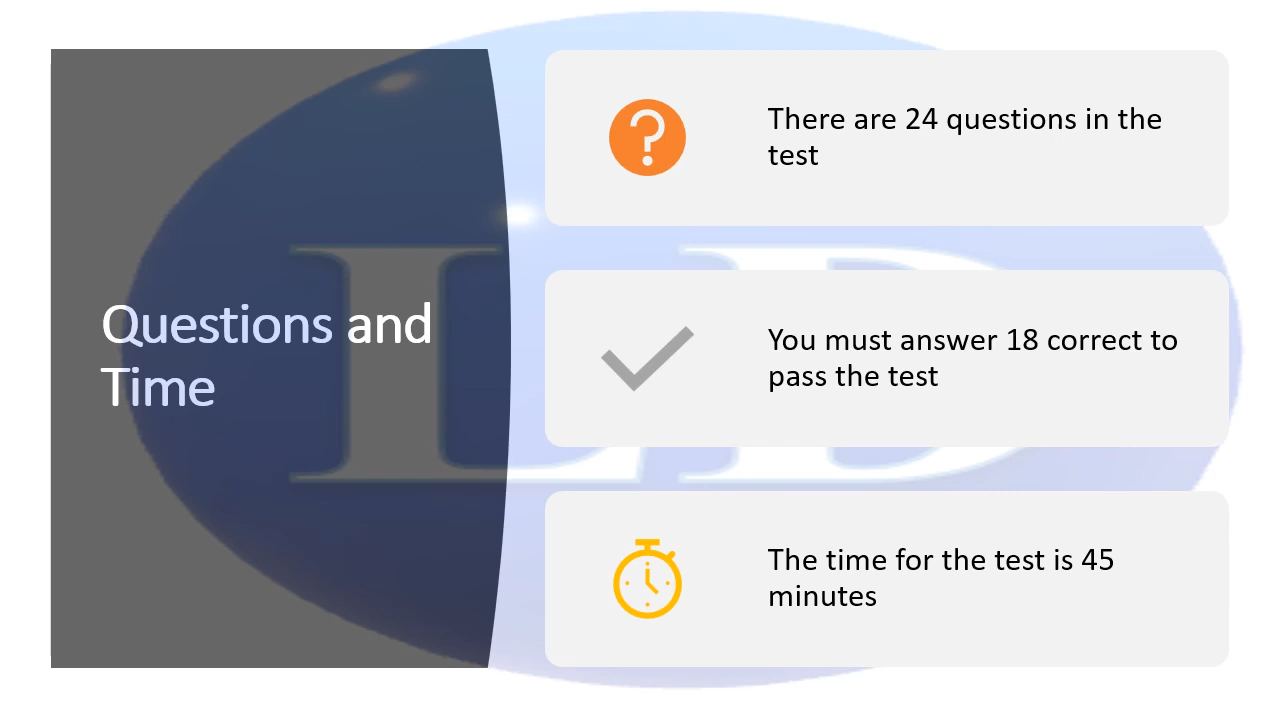 Questions and
Time
There are 24 questions in the
test
You must answer 18 correct to
pass the test
The time for the test is 45
minutes
LD